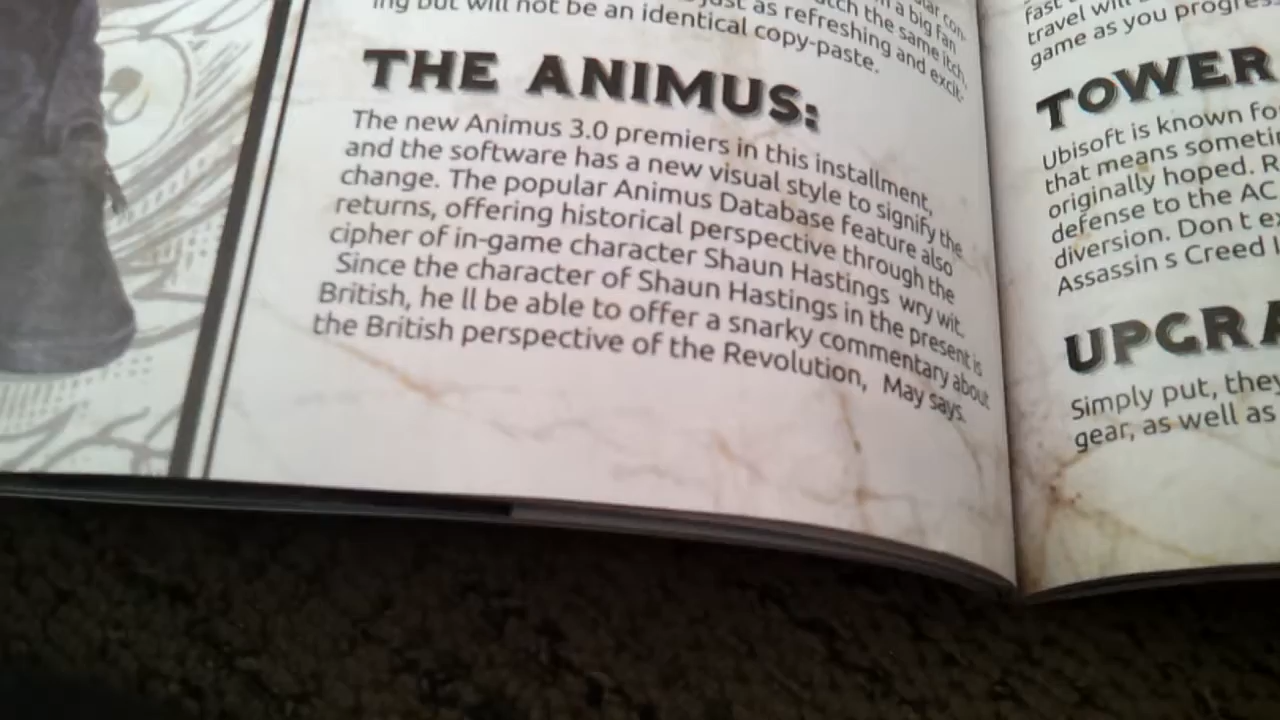 just as refreshing and excit-
ing but will not be an identical copy-paste.
THE ANIMUS:
The new Animus 3.0 premiers in this installment,
and the software has a new visual style to signify the
change. The popular Animus Database feature also
returns, offering historical perspective through the
cipher of in-game character Shaun Hastings wry wit.
Since the character of Shaun Hastings in the present is
British, he ll be able to offer a snarky commentary about
the British perspective of the Revolution, May says.
fast
travel will
game as you progress
TOWER
Ubisoft is known fo
that means someti
originally hoped. R
defense to the AC
diversion. Don t ex
Assassin s Creed
UPGRA
Simply put, they
gear, as well as